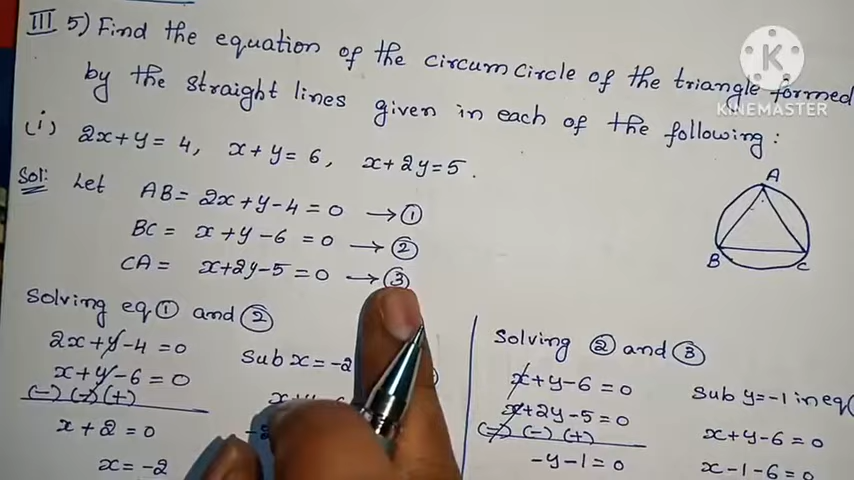 III 5) Find the equation of the circumcircle of the triangle formed
by the straight lines given in each of the following:
(i) 2x+y=4, x+y=6, x+2y=5.
Sol: Let AB= 2x+y-4=0 → ①
BC= x+y-6=0 → ②
CA= x+2y-5=0 → ③
A
B
C
K
KINEMASTER
Solving eq ① and ②
2x+y-4=0
x+y-6=0
(-) (-) (+)
x+2=0
x=-2
Sub x=-2
Solving ② and ③
x+y-6=0
x+2y-5=0
(-) (-) (+)
-y-1=0
Sub y=-1 in eq
x+y-6=0
x-1-6=0